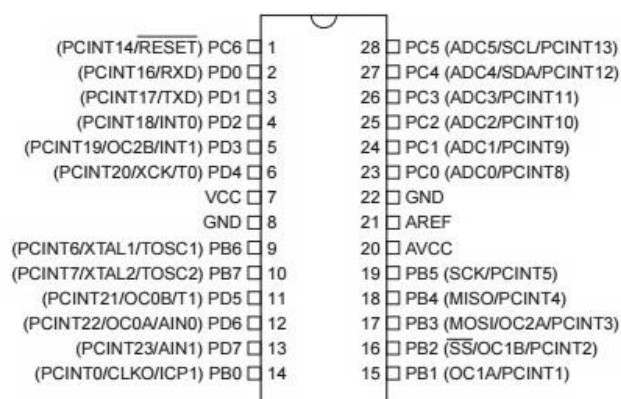 (PCINT14/RESET) PC6 1 28 PC5 (ADC5/SCL/PCINT13)
(PCINT16/RXD) PD0 2 27 PC4 (ADC4/SDA/PCINT12)
(PCINT17/TXD) PD1 3 26 PC3 (ADC3/PCINT11)
(PCINT18/INT0) PD2 4 25 PC2 (ADC2/PCINT10)
(PCINT19/OC2B/INT1) PD3 5 24 PC1 (ADC1/PCINT9)
(PCINT20/XCK/T0) PD4 6 23 PC0 (ADC0/PCINT8)
VCC 7 22 GND
GND 8 21 AREF
(PCINT6/XTAL1/TOSC1) PB6 9 20 AVCC
(PCINT7/XTAL2/TOSC2) PB7 10 19 PB5 (SCK/PCINT5)
(PCINT21/OC0B/T1) PD5 11 18 PB4 (MISO/PCINT4)
(PCINT22/OC0A/AIN0) PD6 12 17 PB3 (MOSI/OC2A/PCINT3)
(PCINT23/AIN1) PD7 13 16 PB2 (SS/OC1B/PCINT2)
(PCINT0/CLKO/ICP1) PB0 14 15 PB1 (OC1A/PCINT1)